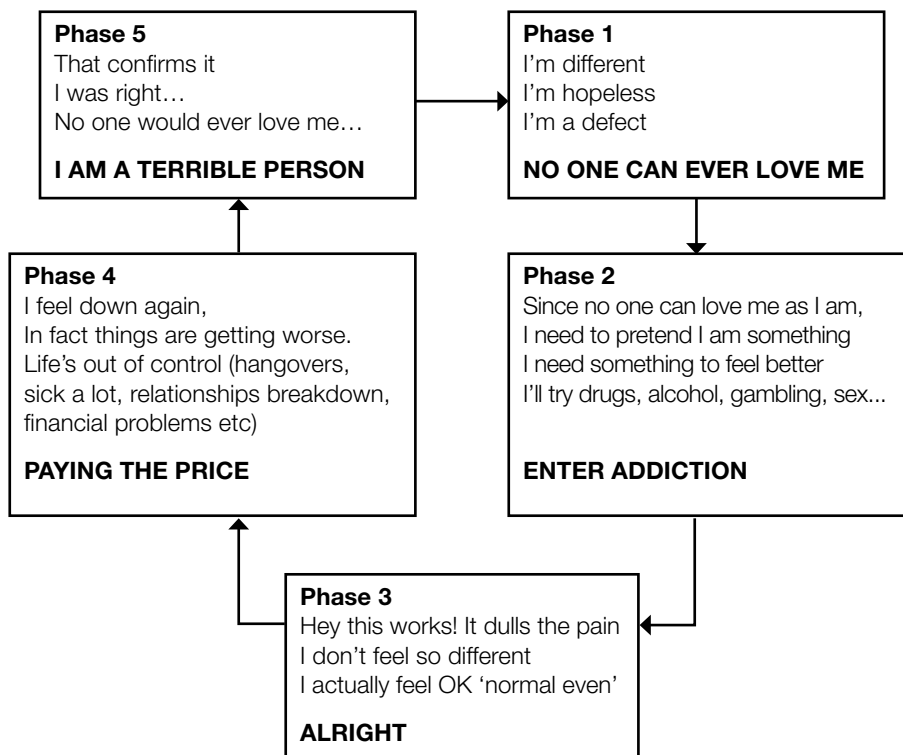 Phase 5
That confirms it
I was right…
No one would ever love me…
I AM A TERRIBLE PERSON
Phase 1
I’m different
I’m hopeless
I’m a defect
NO ONE CAN EVER LOVE ME
Phase 4
I feel down again,
In fact things are getting worse.
Life’s out of control (hangovers,
sick a lot, relationships breakdown,
financial problems etc)
PAYING THE PRICE
Phase 2
Since no one can love me as I am,
I need to pretend I am something
I need something to feel better
I’ll try drugs, alcohol, gambling, sex...
ENTER ADDICTION
Phase 3
Hey this works! It dulls the pain
I don’t feel so different
I actually feel OK ‘normal even’
ALRIGHT